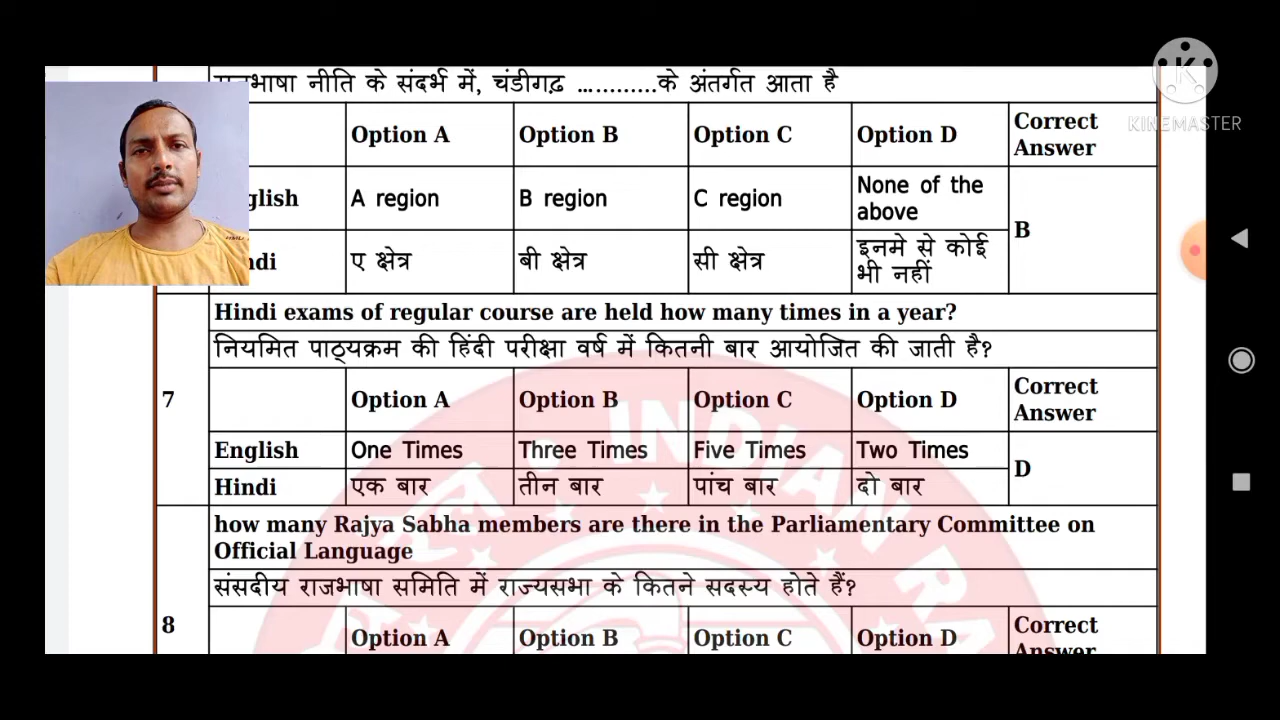 नीति के संदर्भ में, चंडीगढ़ ...........के अंतर्गत आता है
KINEMASTER
Option A Option B Option C Option D Correct Answer
A region B region C region None of the above
B
ए क्षेत्र बी क्षेत्र सी क्षेत्र इनमे से कोई भी नहीं
Hindi exams of regular course are held how many times in a year?
नियमित पाठ्यक्रम की हिंदी परीक्षा वर्ष में कितनी बार आयोजित की जाती है?
7
Option A Option B Option C Option D Correct Answer
English One Times Three Times Five Times Two Times
D
Hindi एक बार तीन बार पांच बार दो बार
how many Rajya Sabha members are there in the Parliamentary Committee on
Official Language
संसदीय राजभाषा समिति में राज्यसभा के कितने सदस्य होते हैं?
8
Option A Option B Option C Option D Correct Answer
INDIAN RA